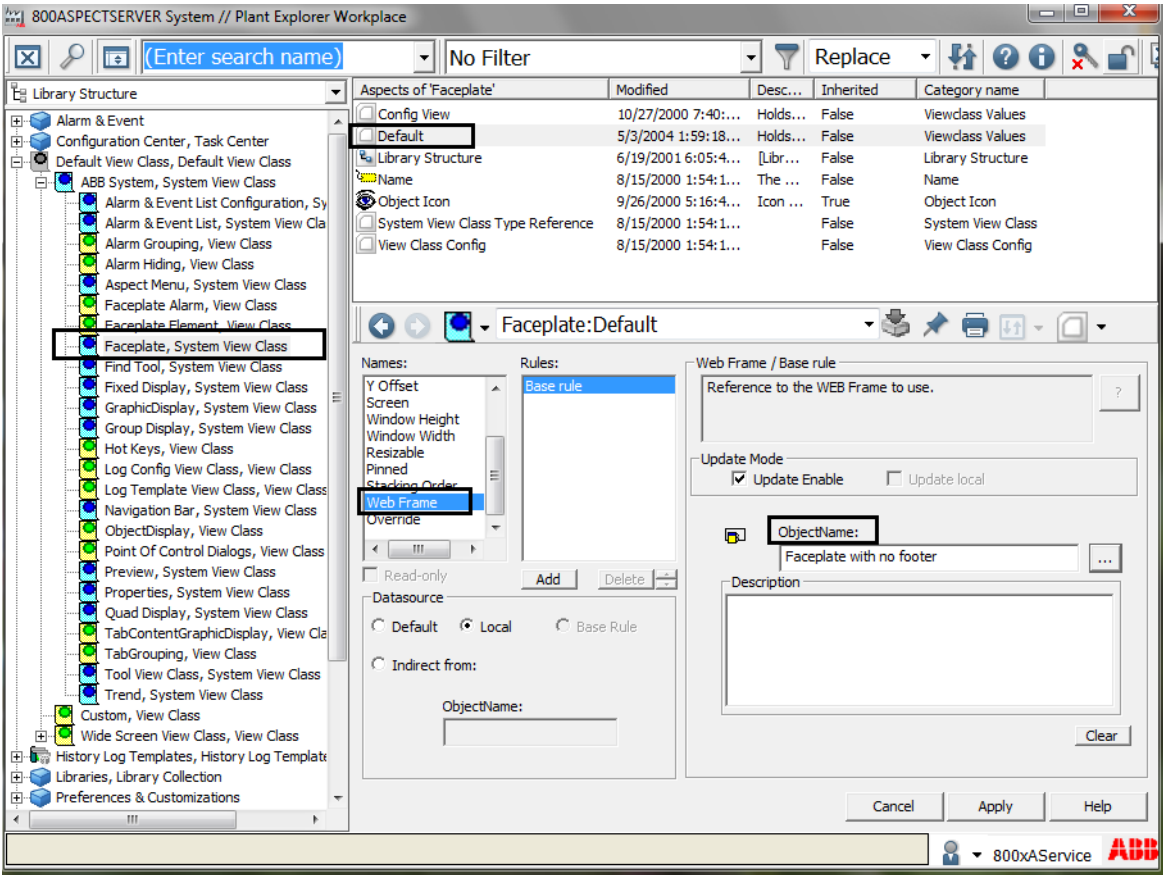 800ASPECTSERVER System // Plant Explorer Workplace
(Enter search name)
No Filter
Replace
Library Structure
Alarm & Event
Configuration Center, Task Center
Default View Class, Default View Class
ABB System, System View Class
Alarm & Event List Configuration, Sy
Alarm & Event List, System View Cla
Alarm Grouping, View Class
Alarm Hiding, View Class
Aspect Menu, System View Class
Faceplate Alarm, View Class
Faceplate Element, View Class
Faceplate, System View Class
Find Tool, System View Class
Fixed Display, System View Class
GraphicDisplay, System View Class
Group Display, System View Class
Hot Keys, View Class
Log Config View Class, View Class
Log Template View Class, View Class
Navigation Bar, System View Class
ObjectDisplay, View Class
Point Of Control Dialogs, View Class
Preview, System View Class
Properties, System View Class
Quad Display, System View Class
TabContentGraphicDisplay, View Cla
TabGrouping, View Class
Tool View Class, System View Class
Trend, System View Class
Custom, View Class
Wide Screen View Class, View Class
History Log Templates, History Log Template
Libraries, Library Collection
Preferences & Customizations
Aspects of 'Faceplate' Modified Desc... Inherited Category name
Config View 10/27/2000 7:40:... Holds... False Viewclass Values
Default 5/3/2004 1:59:18... Holds... False Viewclass Values
Library Structure 6/19/2001 6:05:4... [Libr... False Library Structure
Name 8/15/2000 1:54:1... The ... False Name
Object Icon 9/26/2000 5:16:4... Icon ... True Object Icon
System View Class Type Reference 8/15/2000 1:54:1... False System View Class
View Class Config 8/15/2000 1:54:1... False View Class Config
Faceplate:Default
Names:
Y Offset
Screen
Window Height
Window Width
Resizable
Pinned
Stacking Order
Web Frame
Override
Read-only
Rules:
Base rule
Add Delete
Datasource
Default Local Base Rule
Indirect from:
ObjectName:
Web Frame / Base rule
Reference to the WEB Frame to use.
?
Update Mode
Update Enable Update local
ObjectName:
Faceplate with no footer
...
Description
Clear
Cancel Apply Help
800xAService ABB